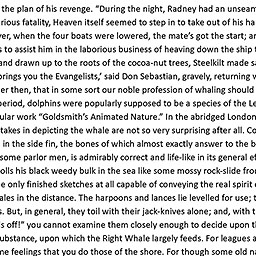 the plan of his revenge. “During the night, Radney had an unseam
rious fatality, Heaven itself seemed to step in to take out of his ha
ver, when the four boats were lowered, the mate’s got the start; ar
s to assist him in the laborious business of heaving down the ship t
and drawn up to the roots of the cocoa-nut trees, Steelkilt made sa
brings you the Evangelists,’ said Don Sebastian, gravely, returning w
er then, that in some sort our noble profession of whaling should
period, dolphins were popularly supposed to be a species of the Le
ular work “Goldsmith’s Animated Nature.” In the abridged London
takes in depicting the whale are not so very surprising after all. Co
in the side fin, the bones of which almost exactly answer to the b
some parlor men, is admirably correct and life-like in its general ef
olls his black weedy bulk in the sea like some mossy rock-slide from
e only finished sketches at all capable of conveying the real spirit o
ales in the distance. The harpoons and lances lie levelled for use; t
s. But, in general, they toil with their jack-knives alone; and, with t
’s off!” you cannot examine them closely enough to decide upon th
ubstance, upon which the Right Whale largely feeds. For leagues a
me feelings that you do those of the shore. For though some old na